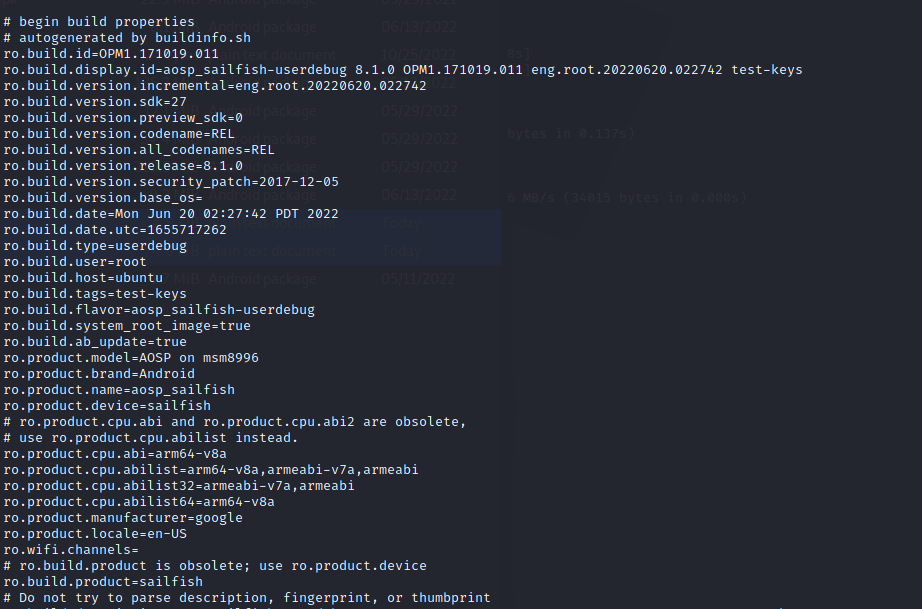 # begin build properties
# autogenerated by buildinfo.sh
ro.build.id=OPM1.171019.011
ro.build.display.id=aosp_sailfish-userdebug 8.1.0 OPM1.171019.011 eng.root.20220620.022742 test-keys
ro.build.version.incremental=eng.root.20220620.022742
ro.build.version.sdk=27
ro.build.version.preview_sdk=0
ro.build.version.codename=REL
ro.build.version.all_codenames=REL
ro.build.version.release=8.1.0
ro.build.version.security_patch=2017-12-05
ro.build.version.base_os=
ro.build.date=Mon Jun 20 02:27:42 PDT 2022
ro.build.date.utc=1655717262
ro.build.type=userdebug
ro.build.user=root
ro.build.host=ubuntu
ro.build.tags=test-keys
ro.build.flavor=aosp_sailfish-userdebug
ro.build.system_root_image=true
ro.build.ab_update=true
ro.product.model=AOSP on msm8996
ro.product.brand=Android
ro.product.name=aosp_sailfish
ro.product.device=sailfish
# ro.product.cpu.abi and ro.product.cpu.abi2 are obsolete,
# use ro.product.cpu.abilist instead.
ro.product.cpu.abi=arm64-v8a
ro.product.cpu.abilist=arm64-v8a,armeabi-v7a,armeabi
ro.product.cpu.abilist32=armeabi-v7a,armeabi
ro.product.cpu.abilist64=arm64-v8a
ro.product.manufacturer=google
ro.product.locale=en-US
ro.wifi.channels=
# ro.build.product is obsolete; use ro.product.device
ro.build.product=sailfish
# Do not try to parse description, fingerprint, or thumbprint